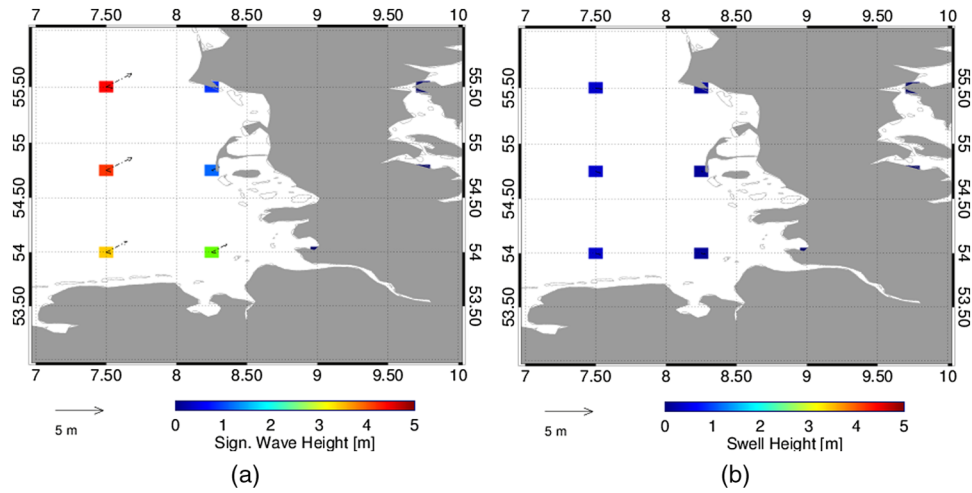 7 7.50 8 8.50 9 9.50 10
7 7.50 8 8.50 9 9.50 10
55.50 55.50 55.50 55.50
55 55 55 55
54.50 54.50 54.50 54.50
54 54 54 54
53.50 53.50 53.50 53.50
7 7.50 8 8.50 9 9.50 10
7 7.50 8 8.50 9 9.50 10
5 m
0 1 2 3 4 5
Sign. Wave Height [m]
5 m
0 1 2 3 4 5
Swell Height [m]
(a)
(b)